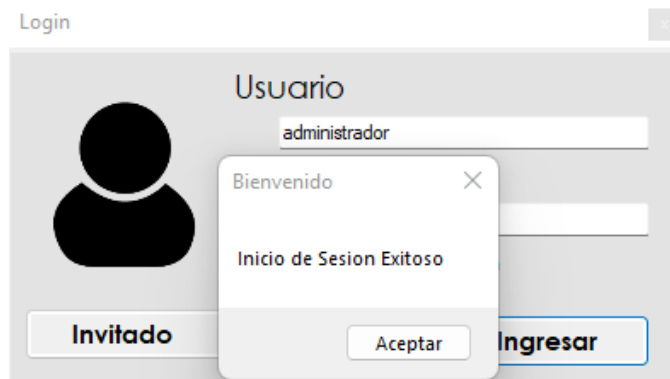 Login
Usuario
administrador
Bienvenido
Inicio de Sesion Exitoso
Invitado
Aceptar
Ingresar